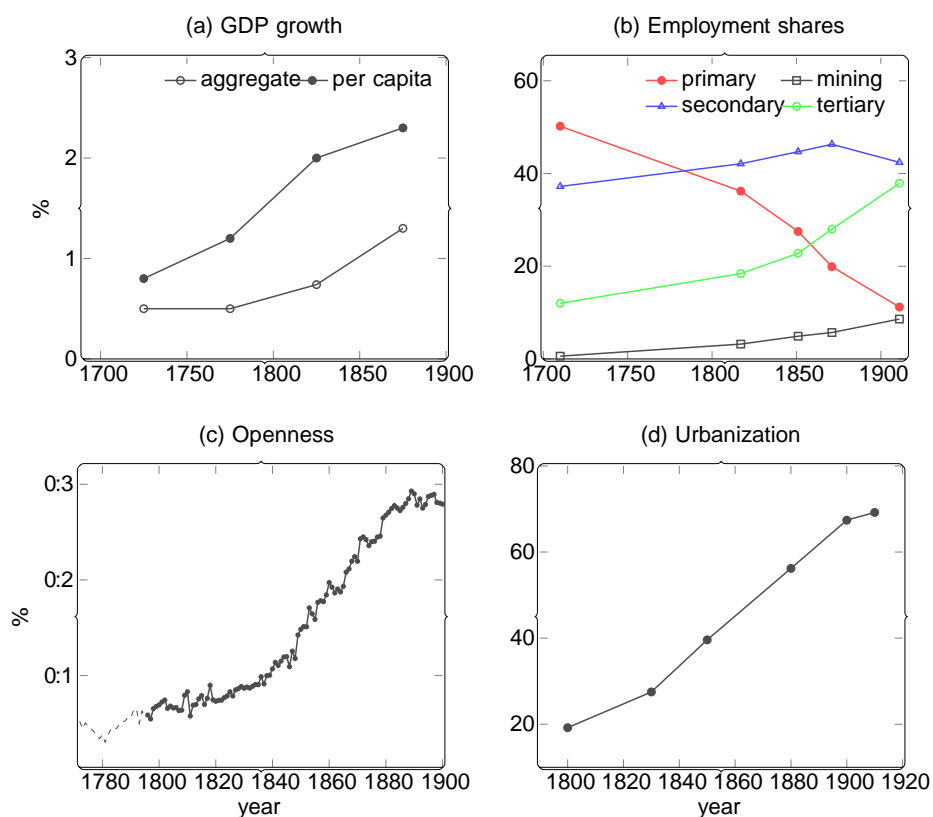 (a) GDP growth
3
2
1
0
%
aggregate per capita
1700 1750 1800 1850 1900
(b) Employment shares
60
40
20
0
primary mining
secondary tertiary
1700 1750 1800 1850 1900
(c) Openness
0:3
0:2
0:1
%
1780 1800 1820 1840 1860 1880 1900
year
(d) Urbanization
80
60
40
20
1800 1820 1840 1860 1880 1900 1920
year